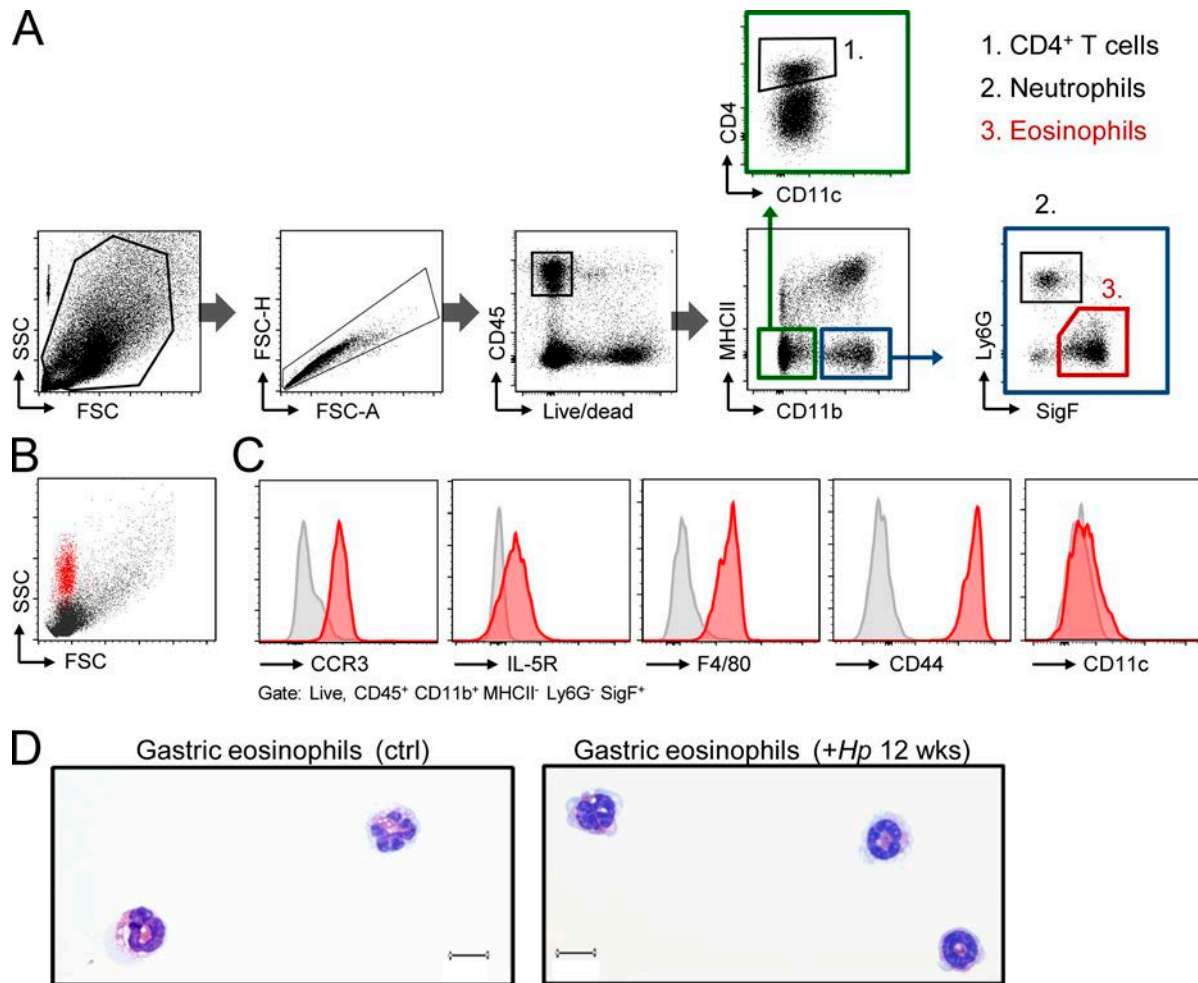 A
1. CD4⁺ T cells
2. Neutrophils
3. Eosinophils
CD4
1.
CD11c
SSC
FSC
FSC-H
FSC-A
CD45
Live/dead
MHCII
CD11b
2.
3.
Ly6G
SigF
B
SSC
FSC
C
CCR3
IL-5R
F4/80
CD44
CD11c
Gate: Live, CD45⁺ CD11b⁺ MHCII⁻ Ly6G⁻ SigF⁺
D
Gastric eosinophils (ctrl)
Gastric eosinophils (+Hp 12 wks)